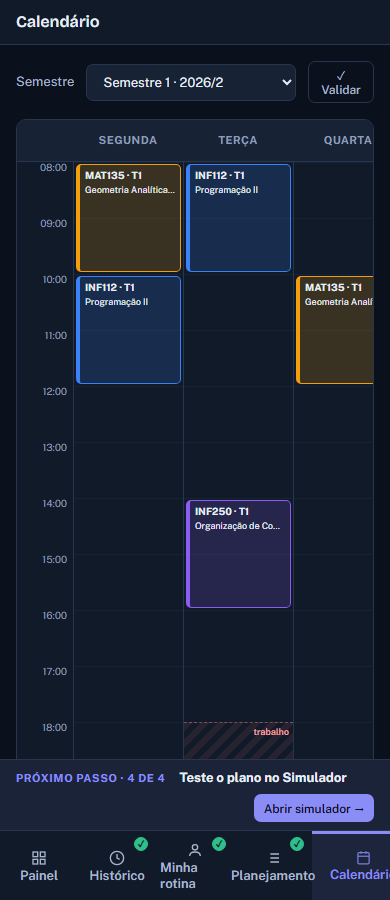 Calendário
Semestre
Semestre 1 · 2026/2
✓
Validar
SEGUNDA
TERÇA
QUARTA
08:00
MAT135 · T1
Geometria Analítica...
INF112 · T1
Programação II
09:00
10:00
INF112 · T1
Programação II
MAT135 · T1
Geometria Analí
11:00
12:00
13:00
14:00
INF250 · T1
Organização de Co...
15:00
16:00
17:00
18:00
trabalho
PRÓXIMO PASSO · 4 DE 4 Teste o plano no Simulador
Abrir simulador →
Painel
Histórico
Minha
rotina
Planejamento
Calendári